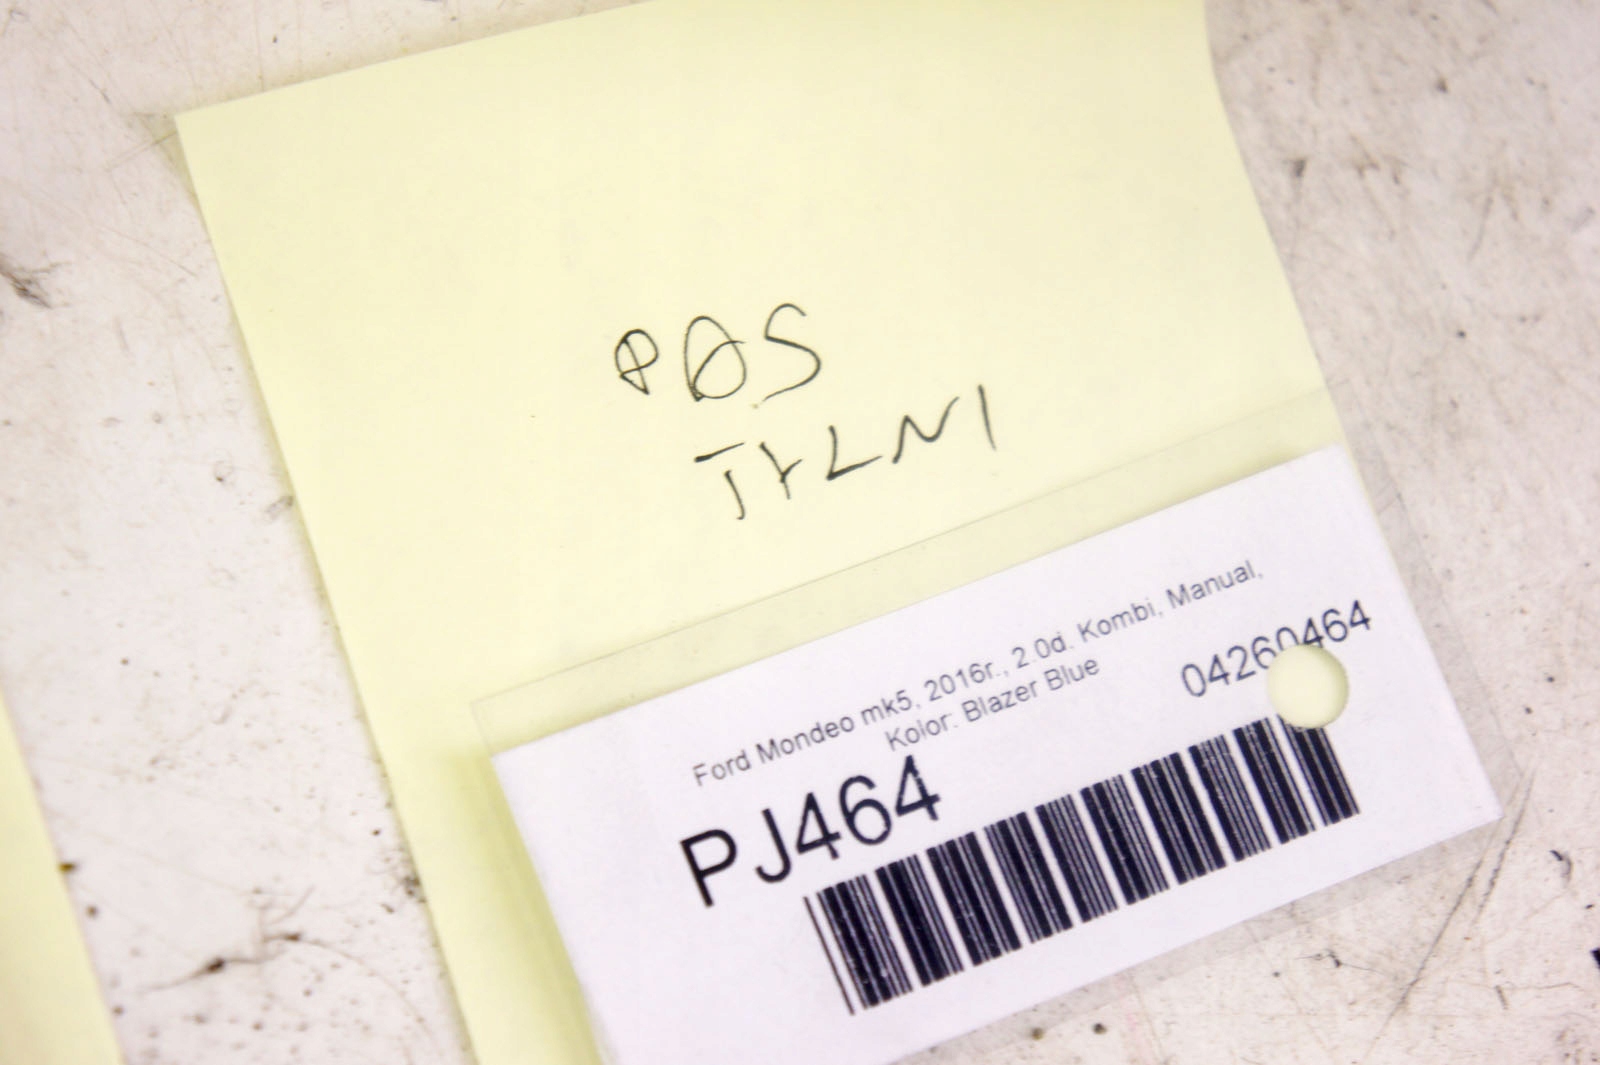 PAS
TYLNI
Ford Mondeo mk5, 2016r., 2.0d. Kombi, Manual,
Kolor: Blazer Blue
04260464
PJ464